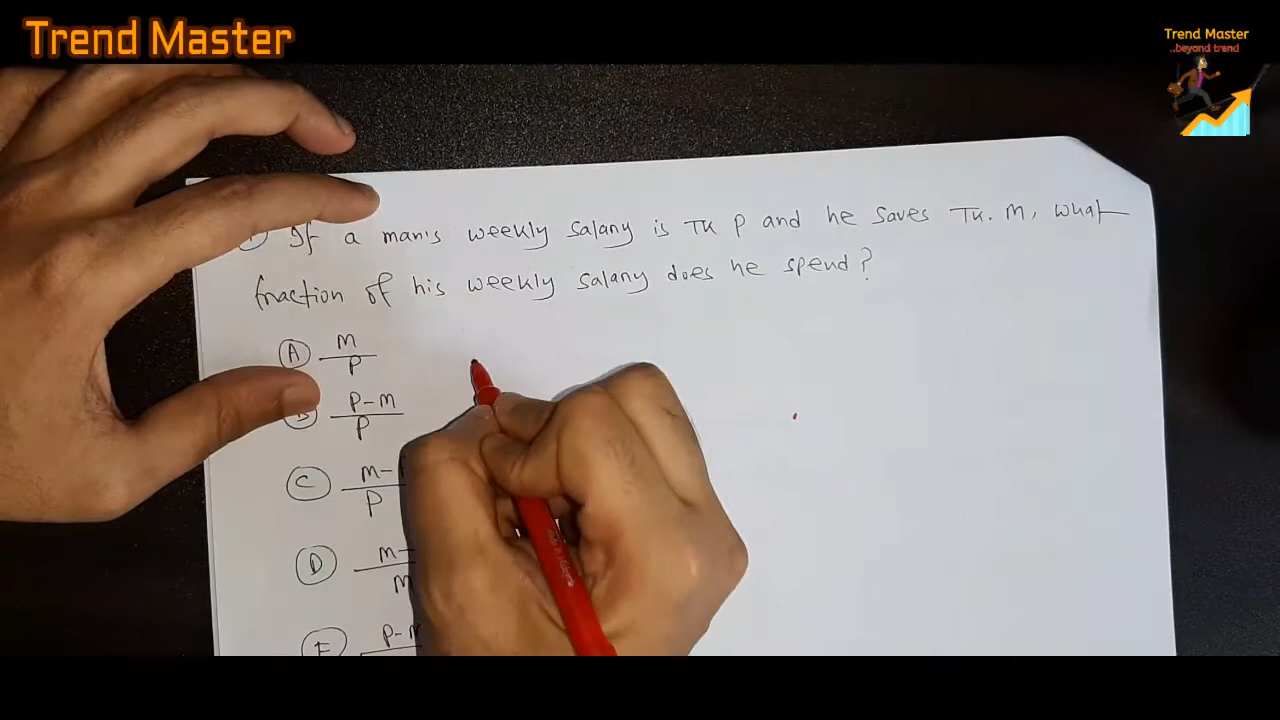 Trend Master
Trend Master
..beyond trend
If a man's weekly salary is TK P and he saves TK. M, what
fraction of his weekly salary does he spend?
A M
P
B P-M
P
C M-
P
D M-
M
E P-M